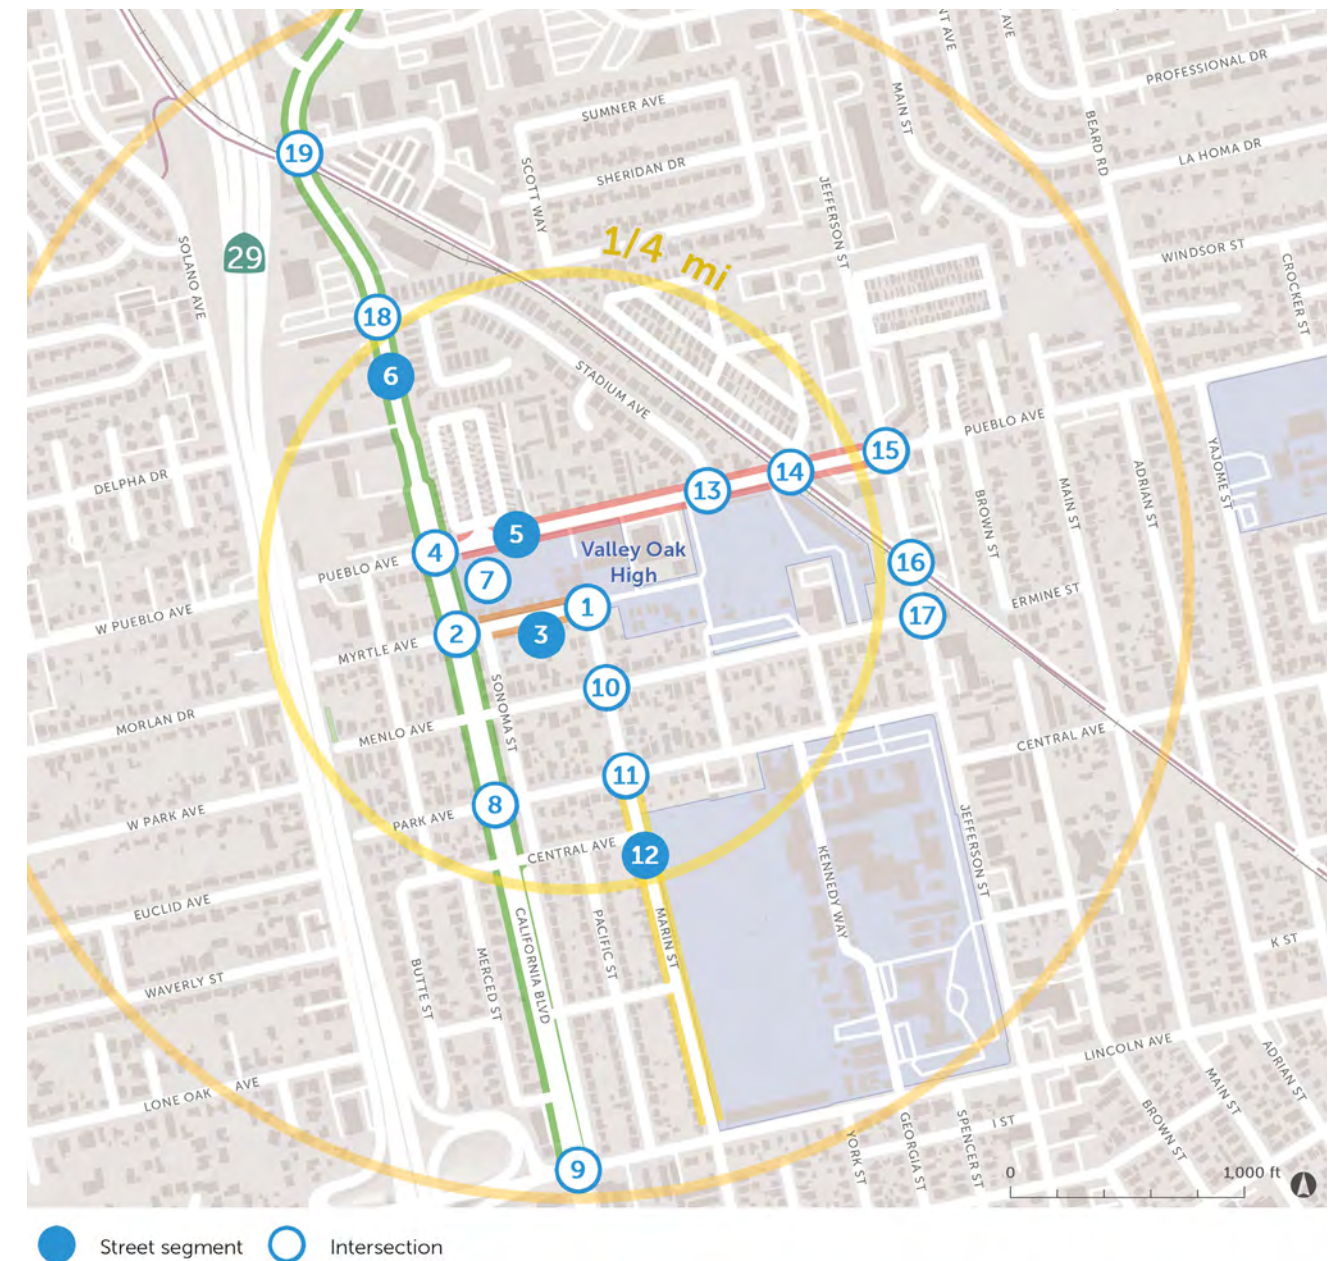 NT AVE
AVE
PROFESSIONAL DR
MAIN ST
SUMNER AVE
BEARD RD
LA HOMA DR
19
SCOTT WAY
SHERIDAN DR
JEFFERSON ST
29
SOLANO AVE
1/4 mi
WINDSOR ST
CROCKER ST
18
6
STADIUM AVE
PUEBLO AVE
15
14
13
DELPHA DR
YAJOME ST
ADRIAN ST
MAIN ST
BROWN ST
5
4
Valley Oak
High
7
PUEBLO AVE
16
W PUEBLO AVE
1
ERMINE ST
17
2
3
MYRTLE AVE
10
SONOMA ST
MORLAN DR
MENLO AVE
CENTRAL AVE
11
8
W PARK AVE
PARK AVE
CENTRAL AVE
12
JEFFERSON ST
KENNEDY WAY
EUCLID AVE
CALIFORNIA BLVD
PACIFIC ST
MARIN ST
K ST
WAVERLY ST
BUTTE ST
MERCED ST
LINCOLN AVE
ADRIAN ST
MAIN ST
LONE OAK AVE
BROWN ST
I ST
SPENCER ST
GEORGIA ST
YORK ST
9
0
1,000 ft
Street segment
Intersection